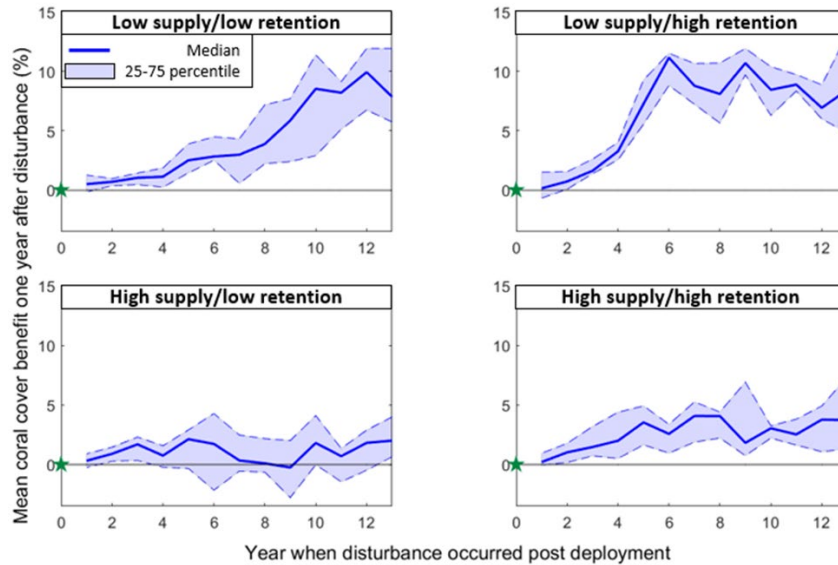 Low supply/low retention
Low supply/high retention
Median
25-75 percentile
15
10
5
0
0 2 4 6 8 10 12
15
10
5
0
0 2 4 6 8 10 12
High supply/low retention
High supply/high retention
15
10
5
0
0 2 4 6 8 10 12
15
10
5
0
0 2 4 6 8 10 12
Mean coral cover benefit one year after disturbance (%)
Year when disturbance occurred post deployment